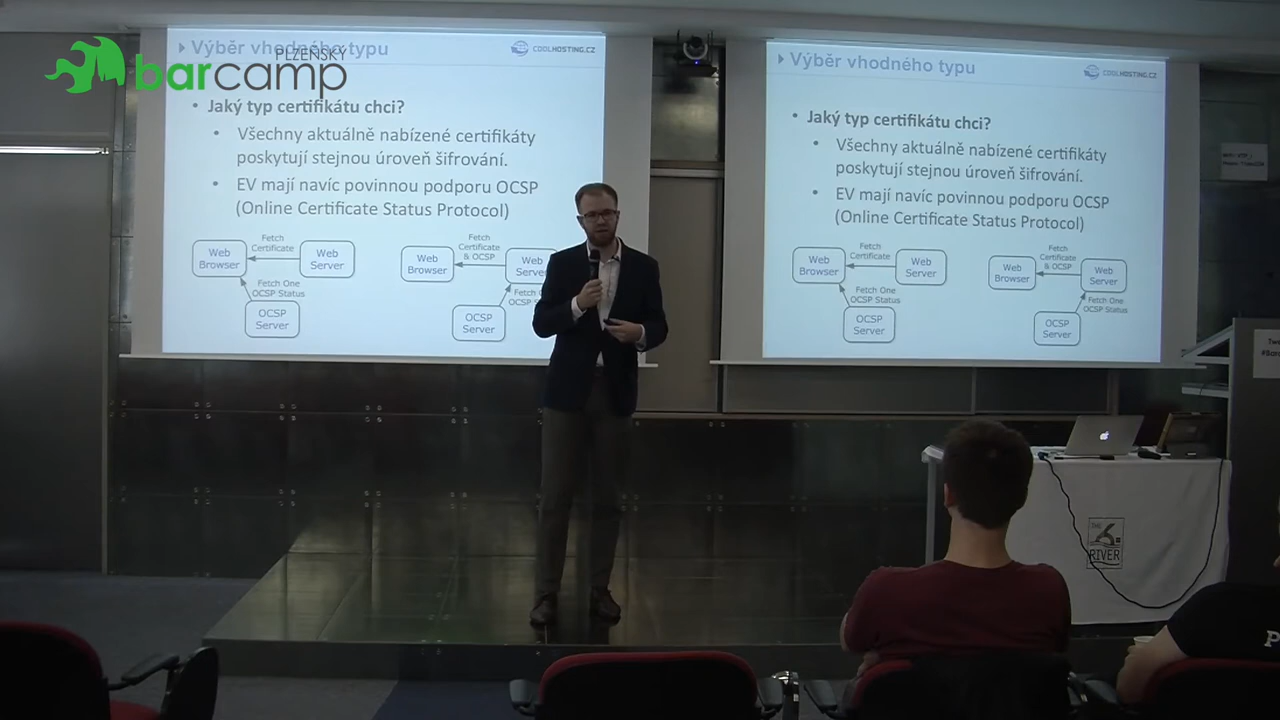 PLZEŇSKÝ
barcamp
Výběr vhodného typu
COOLHOSTING.CZ
• Jaký typ certifikátu chci?
• Všechny aktuálně nabízené certifikáty
poskytují stejnou úroveň šifrování.
• EV mají navíc povinnou podporu OCSP
(Online Certificate Status Protocol)
Web
Browser
Fetch
Certificate
Web
Server
Fetch One
OCSP Status
OCSP
Server
Web
Browser
Fetch
Certificate
& OCSP
Web
Serve
Fetch O
OCSP S
OCSP
Server
Výběr vhodného typu
COOLHOSTING.CZ
• Jaký typ certifikátu chci?
• Všechny aktuálně nabízené certifikáty
poskytují stejnou úroveň šifrování.
• EV mají navíc povinnou podporu OCSP
(Online Certificate Status Protocol)
Web
Browser
Fetch
Certificate
Web
Server
Fetch One
OCSP Status
OCSP
Server
Web
Browser
Fetch
Certificate
& OCSP
Web
Server
Fetch One
OCSP Status
OCSP
Server
THE
RIVER